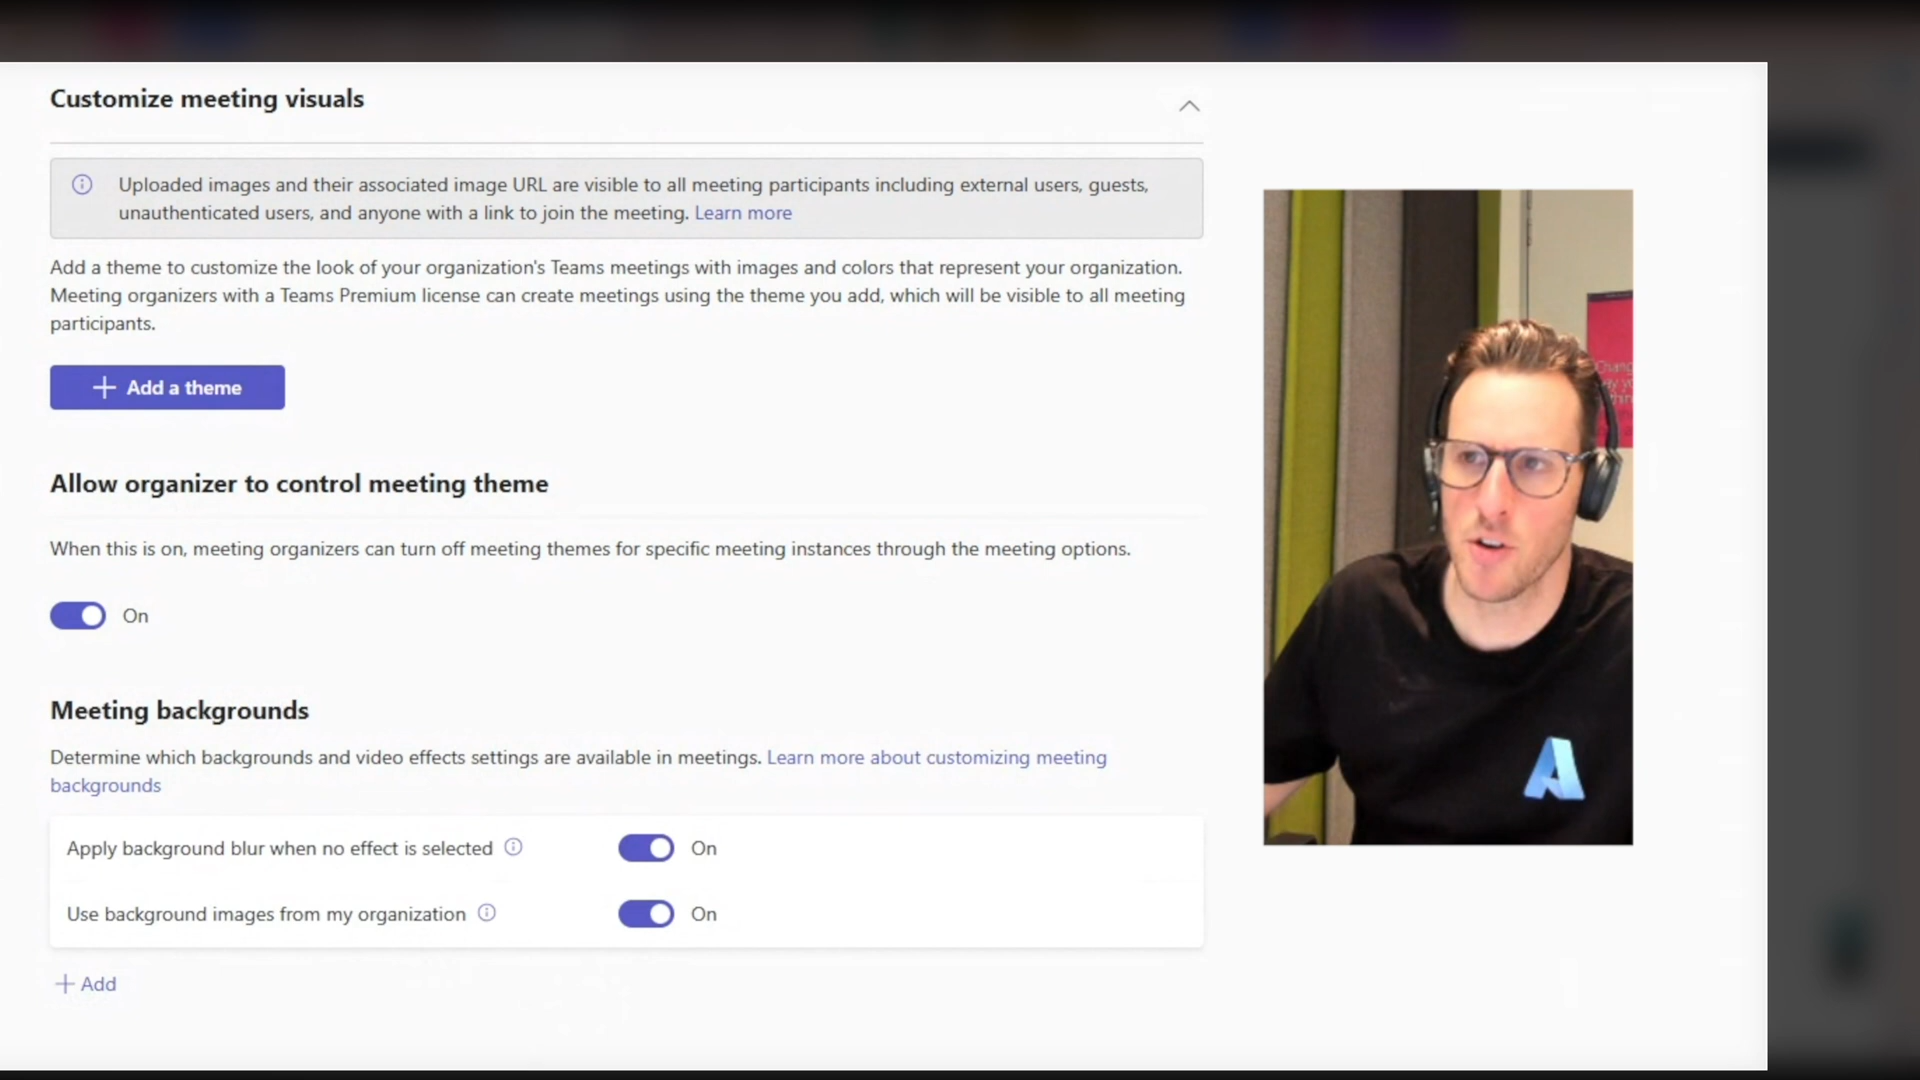 Customize meeting visuals
Uploaded images and their associated image URL are visible to all meeting participants including external users, guests,
unauthenticated users, and anyone with a link to join the meeting. Learn more
Add a theme to customize the look of your organization's Teams meetings with images and colors that represent your organization.
Meeting organizers with a Teams Premium license can create meetings using the theme you add, which will be visible to all meeting
participants.
+ Add a theme
Allow organizer to control meeting theme
When this is on, meeting organizers can turn off meeting themes for specific meeting instances through the meeting options.
On
Meeting backgrounds
Determine which backgrounds and video effects settings are available in meetings. Learn more about customizing meeting
backgrounds
Apply background blur when no effect is selected On
Use background images from my organization On
+ Add